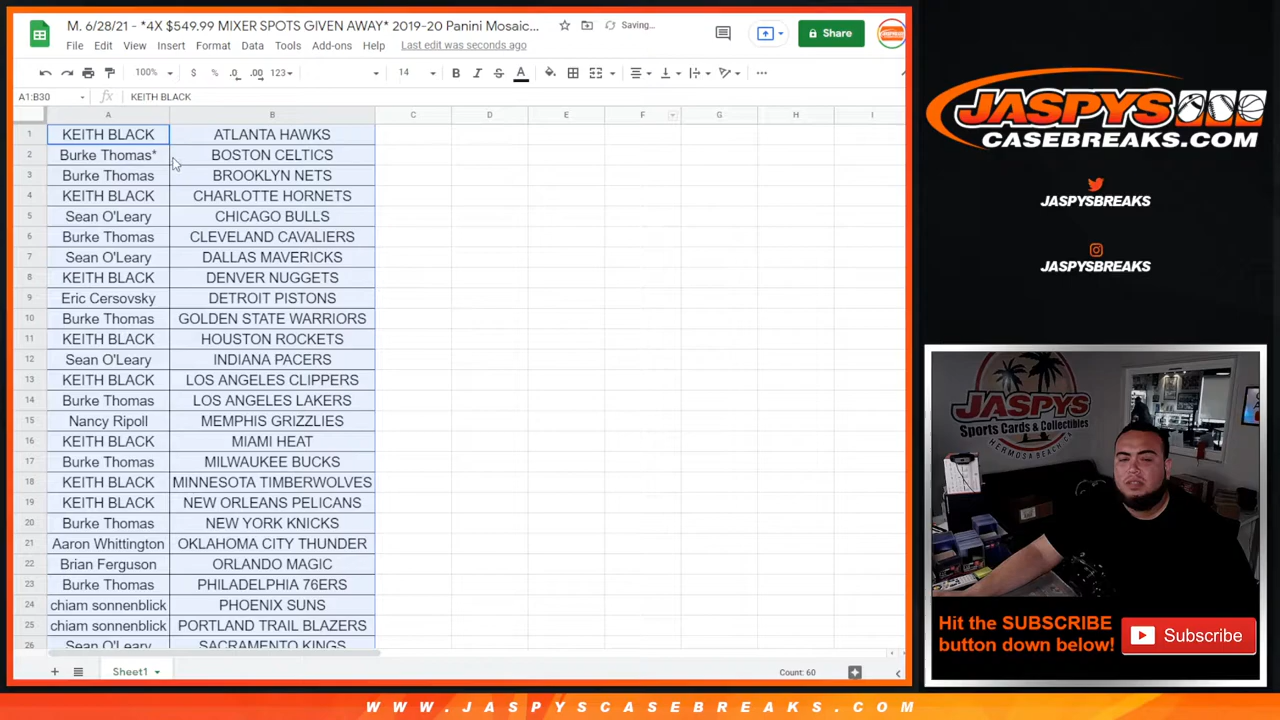 M. 6/28/21 - *4X $549.99 MIXER SPOTS GIVEN AWAY* 2019-20 Panini Mosaic...
Saving...
Share
File Edit View Insert Format Data Tools Add-ons Help Last edit was seconds ago
100% $ % .0 .00 123 14 B I S A
A1:B30 fx KEITH BLACK
A B C D E F G H I
1 KEITH BLACK ATLANTA HAWKS
2 Burke Thomas* BOSTON CELTICS
3 Burke Thomas BROOKLYN NETS
4 KEITH BLACK CHARLOTTE HORNETS
5 Sean O'Leary CHICAGO BULLS
6 Burke Thomas CLEVELAND CAVALIERS
7 Sean O'Leary DALLAS MAVERICKS
8 KEITH BLACK DENVER NUGGETS
9 Eric Cersovsky DETROIT PISTONS
10 Burke Thomas GOLDEN STATE WARRIORS
11 KEITH BLACK HOUSTON ROCKETS
12 Sean O'Leary INDIANA PACERS
13 KEITH BLACK LOS ANGELES CLIPPERS
14 Burke Thomas LOS ANGELES LAKERS
15 Nancy Ripoll MEMPHIS GRIZZLIES
16 KEITH BLACK MIAMI HEAT
17 Burke Thomas MILWAUKEE BUCKS
18 KEITH BLACK MINNESOTA TIMBERWOLVES
19 KEITH BLACK NEW ORLEANS PELICANS
20 Burke Thomas NEW YORK KNICKS
21 Aaron Whittington OKLAHOMA CITY THUNDER
22 Brian Ferguson ORLANDO MAGIC
23 Burke Thomas PHILADELPHIA 76ERS
24 chiam sonnenblick PHOENIX SUNS
25 chiam sonnenblick PORTLAND TRAIL BLAZERS
26 Sean O'Leary SACRAMENTO KINGS
Sheet1
Count: 60
JASPYS
CASEBREAKS.COM
JASPYSBREAKS
JASPYSBREAKS
JASPYS
Sports Cards & Collectibles
HERMOSA BEACH CA
Hit the SUBSCRIBE
button down below!
Subscribe
WWW.JASPYSCASEBREAKS.COM